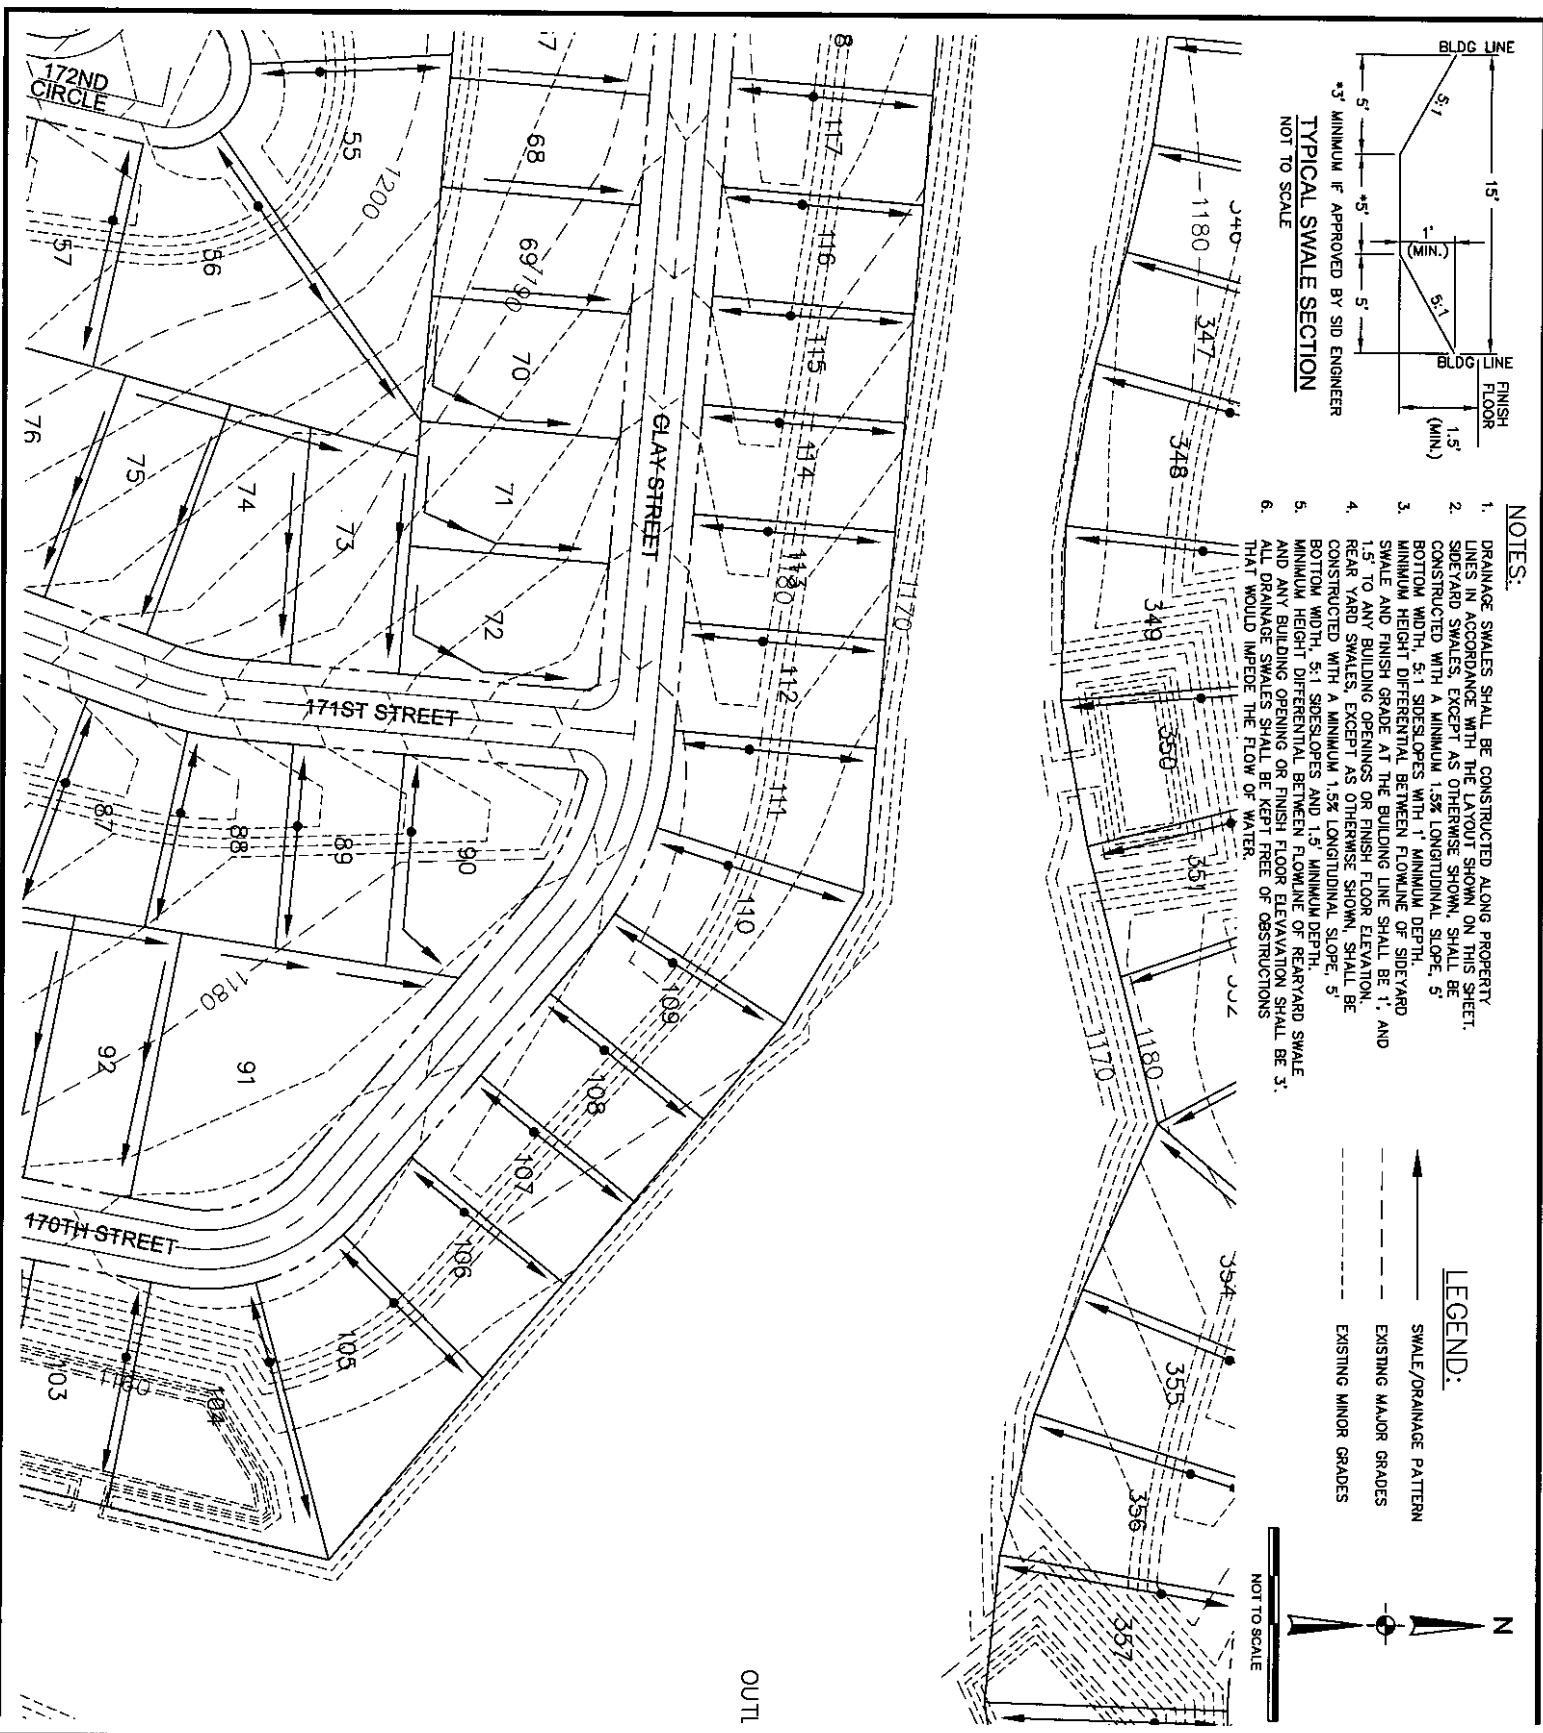 BLDG LINE
15'
5'
*5'
5'
5:1
5:1
1'
(MIN.)
BLDG LINE
FINISH
FLOOR
1.5'
(MIN.)
*3' MINIMUM IF APPROVED BY SID ENGINEER
TYPICAL SWALE SECTION
NOT TO SCALE
NOTES:
1. DRAINAGE SWALES SHALL BE CONSTRUCTED ALONG PROPERTY
LINES IN ACCORDANCE WITH THE LAYOUT SHOWN ON THIS SHEET.
2. SIDEYARD SWALES, EXCEPT AS OTHERWISE SHOWN, SHALL BE
CONSTRUCTED WITH A MINIMUM 1.5% LONGITUDINAL SLOPE, 5'
BOTTOM WIDTH, 5:1 SIDESLOPES WITH 1' MINIMUM DEPTH.
3. MINIMUM HEIGHT DIFFERENTIAL BETWEEN FLOWLINE OF SIDEYARD
SWALE AND FINISH GRADE AT THE BUILDING LINE SHALL BE 1', AND
1.5' TO ANY BUILDING OPENINGS OR FINISH FLOOR ELEVATION.
4. REAR YARD SWALES, EXCEPT AS OTHERWISE SHOWN, SHALL BE
CONSTRUCTED WITH A MINIMUM 1.5% LONGITUDINAL SLOPE, 5'
BOTTOM WIDTH, 5:1 SIDESLOPES AND 1.5' MINIMUM DEPTH.
5. MINIMUM HEIGHT DIFFERENTIAL BETWEEN FLOWLINE OF REARYARD SWALE
AND ANY BUILDING OPENING OR FINISH FLOOR ELEVAVATION SHALL BE 3'.
6. ALL DRAINAGE SWALES SHALL BE KEPT FREE OF OBSTRUCTIONS
THAT WOULD IMPEDE THE FLOW OF WATER.
LEGEND:
SWALE/DRAINAGE PATTERN
EXISTING MAJOR GRADES
EXISTING MINOR GRADES
N
NOT TO SCALE
1180
347
348
349
350
351
1180
1170
354
355
356
357
OUTL
117
116
115
114
113
1180
112
111
110
109
108
107
106
105
104
1160
1170
CLAY STREET
68
69
1190
70
71
72
171ST STREET
172ND
CIRCLE
55
1200
56
57
73
74
75
76
87
88
89
90
1180
91
92
170TH STREET